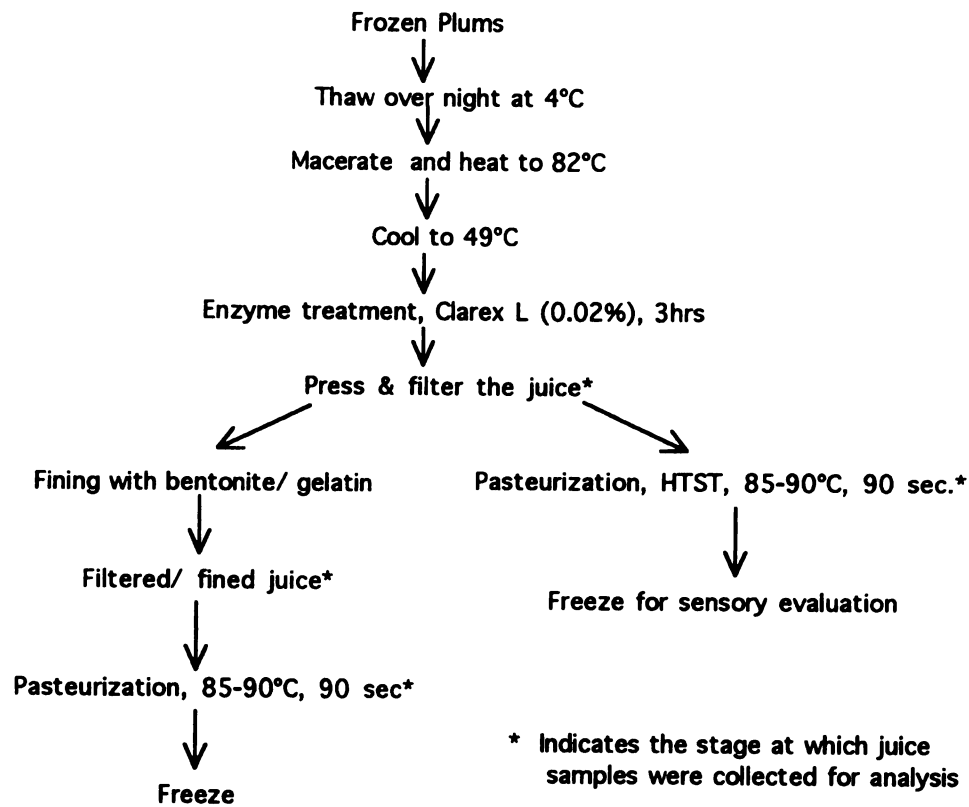 Frozen Plums
Thaw over night at 4°C
Macerate and heat to 82°C
Cool to 49°C
Enzyme treatment, Clarex L (0.02%), 3hrs
Press & filter the juice*
Fining with bentonite/ gelatin
Pasteurization, HTST, 85-90°C, 90 sec.*
Filtered/ fined juice*
Freeze for sensory evaluation
Pasteurization, 85-90°C, 90 sec*
Freeze
* Indicates the stage at which juice
samples were collected for analysis